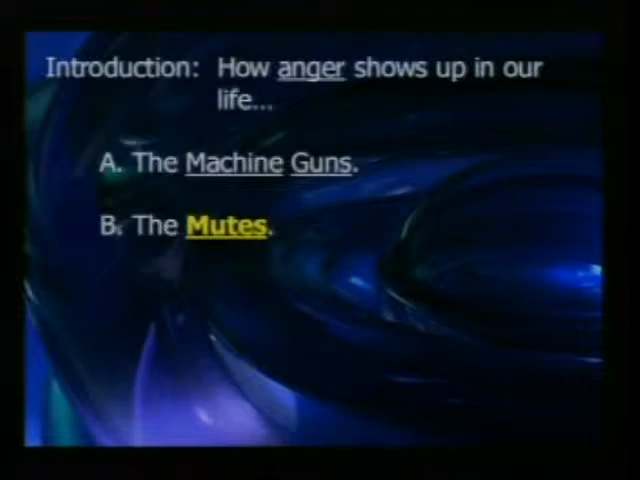 Introduction: How anger shows up in our
life...
A. The Machine Guns.
B. The Mutes.